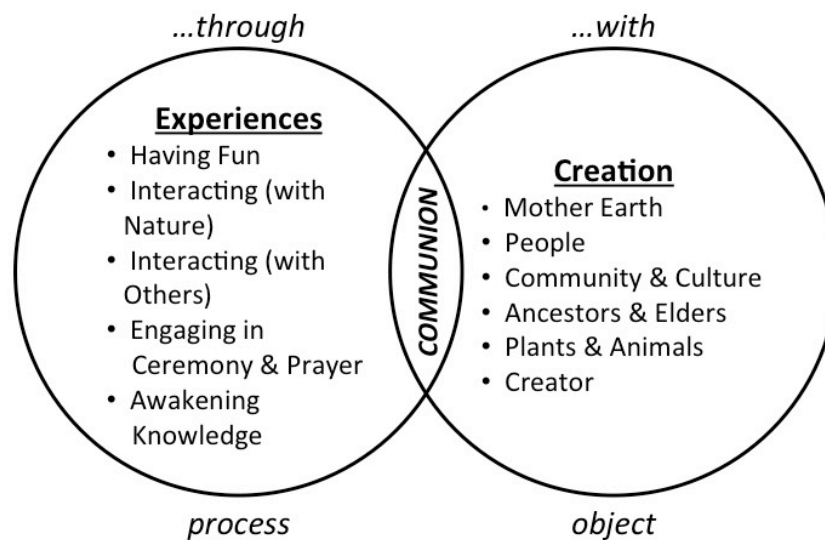 ...through
...with
Experiences
• Having Fun
• Interacting (with
Nature)
• Interacting (with
Others)
• Engaging in
Ceremony & Prayer
• Awakening
Knowledge
COMMUNION
Creation
• Mother Earth
• People
• Community & Culture
• Ancestors & Elders
• Plants & Animals
• Creator
process
object